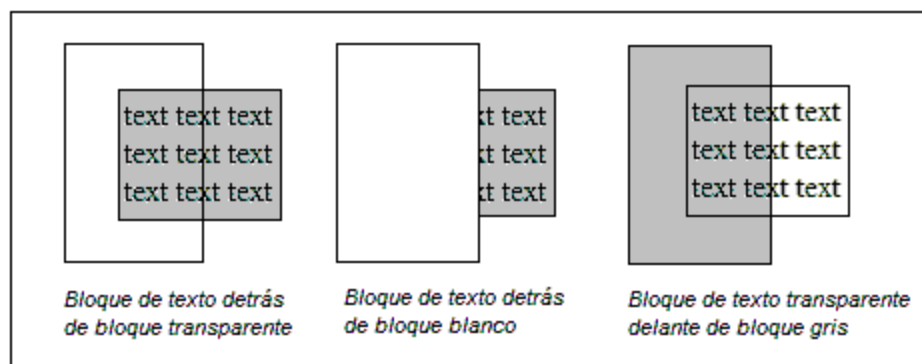 text text text
text text text
text text text
Bloque de texto detrás
de bloque transparente
t text
t text
t text
Bloque de texto detrás
de bloque blanco
text text text
text text text
text text text
Bloque de texto transparente
delante de bloque gris